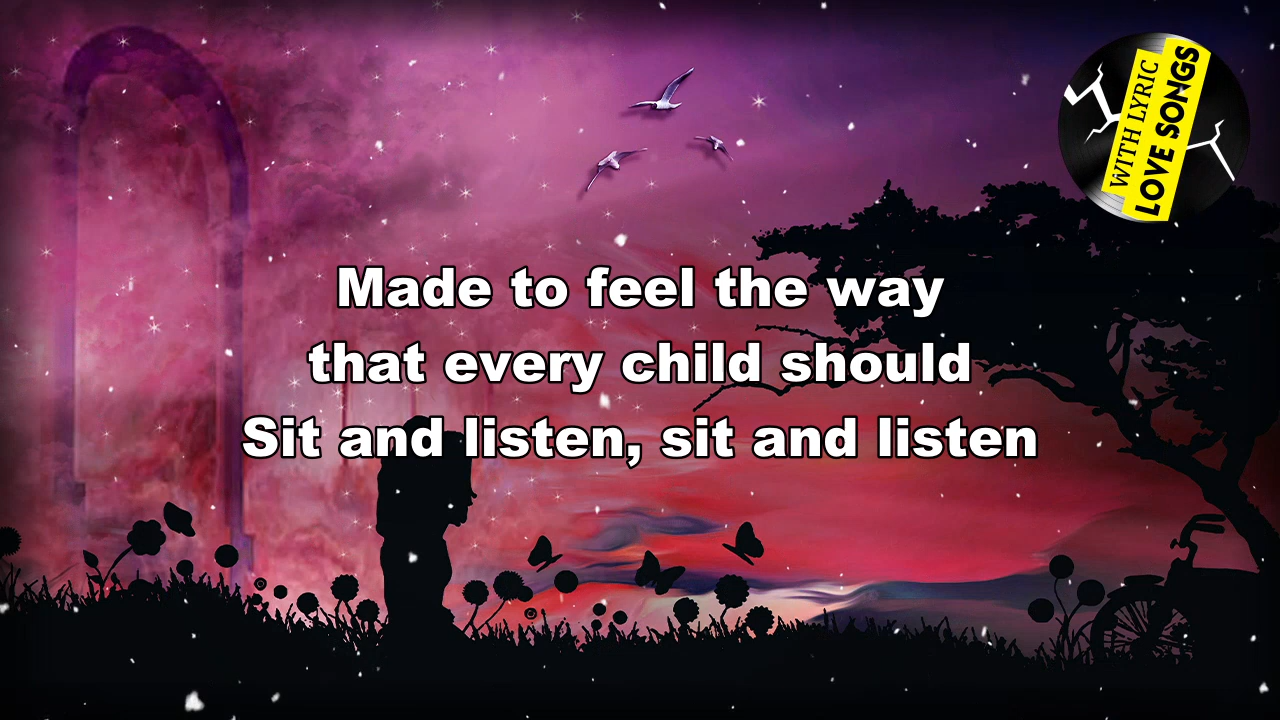 WITH LYRIC
LOVE SONGS
Made to feel the way
that every child should
Sit and listen, sit and listen